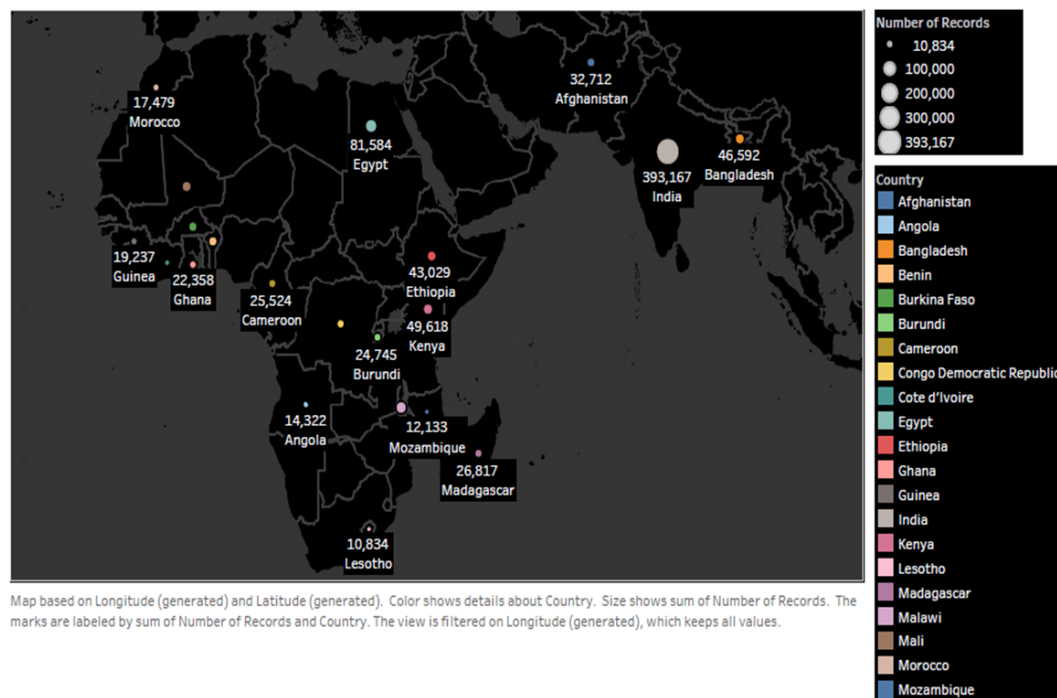 17,479
Morocco
81,584
Egypt
32,712
Afghanistan
393,167
India
46,592
Bangladesh
19,237
Guinea
22,358
Ghana
25,524
Cameroon
43,029
Ethiopia
49,618
Kenya
24,745
Burundi
14,322
Angola
12,133
Mozambique
26,817
Madagascar
10,834
Lesotho
Map based on Longitude (generated) and Latitude (generated). Color shows details about Country. Size shows sum of Number of Records. The
marks are labeled by sum of Number of Records and Country. The view is filtered on Longitude (generated), which keeps all values.
Number of Records
10,834
100,000
200,000
300,000
393,167
Country
Afghanistan
Angola
Bangladesh
Benin
Burkina Faso
Burundi
Cameroon
Congo Democratic Republic
Cote d'Ivoire
Egypt
Ethiopia
Ghana
Guinea
India
Kenya
Lesotho
Madagascar
Malawi
Mali
Morocco
Mozambique